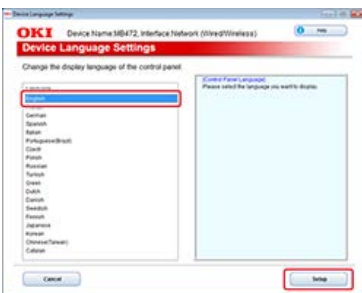 Device Language Settings
OKI Device Name:MB472, Interface:Network (Wired/Wireless)
Device Language Settings
Change the display language of the control panel.
[Control Panel Language]
Please select the language you want to display.
English
German
Spanish
Italian
Portuguese(Brazil)
Czech
Polish
Russian
Turkish
Greek
Dutch
Danish
Swedish
Finnish
Japanese
Korean
Chinese(Taiwan)
Catalan
Cancel
Setup